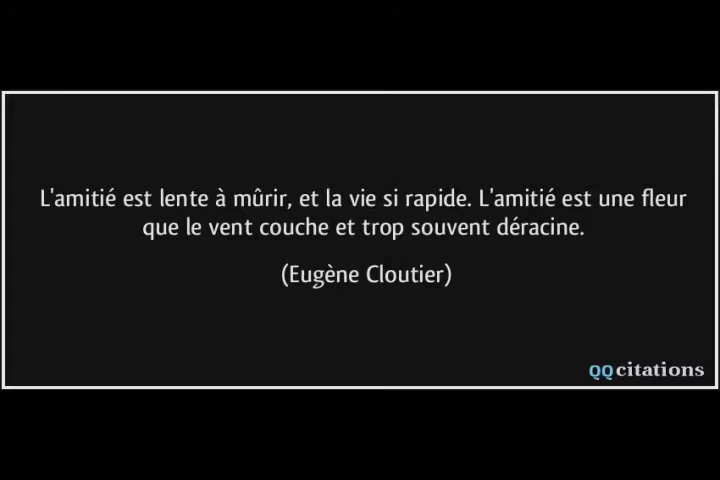 L'amitié est lente à mûrir, et la vie si rapide. L'amitié est une fleur
que le vent couche et trop souvent déracine.
(Eugène Cloutier)
QQcitations